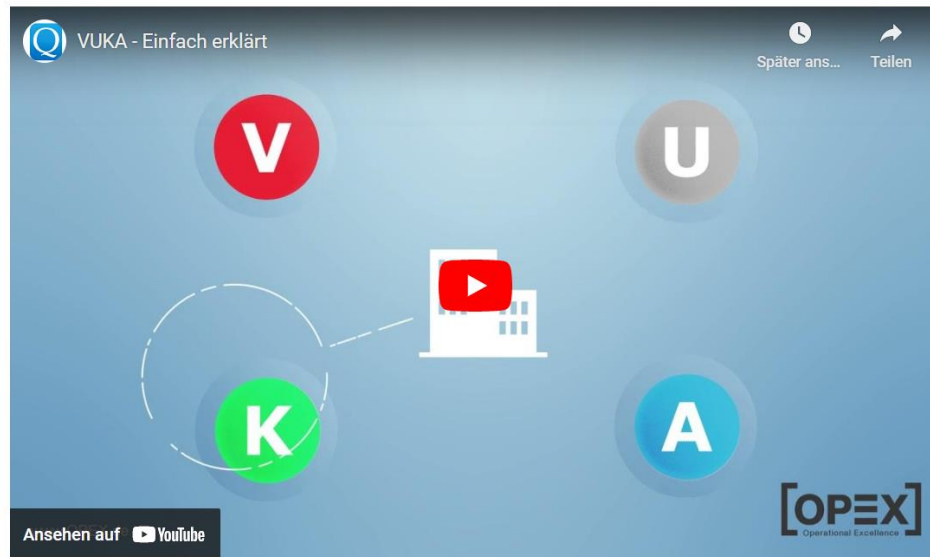 Q
VUKA - Einfach erklärt
Später ans...
Teilen
V
U
K
A
[OPEX]
Operational Excellence
Ansehen auf YouTube